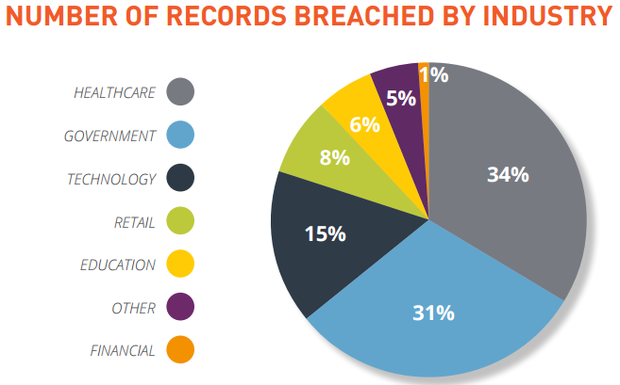 NUMBER OF RECORDS BREACHED BY INDUSTRY
HEALTHCARE
GOVERNMENT
TECHNOLOGY
RETAIL
EDUCATION
OTHER
FINANCIAL
1%
5%
6%
8%
34%
15%
31%